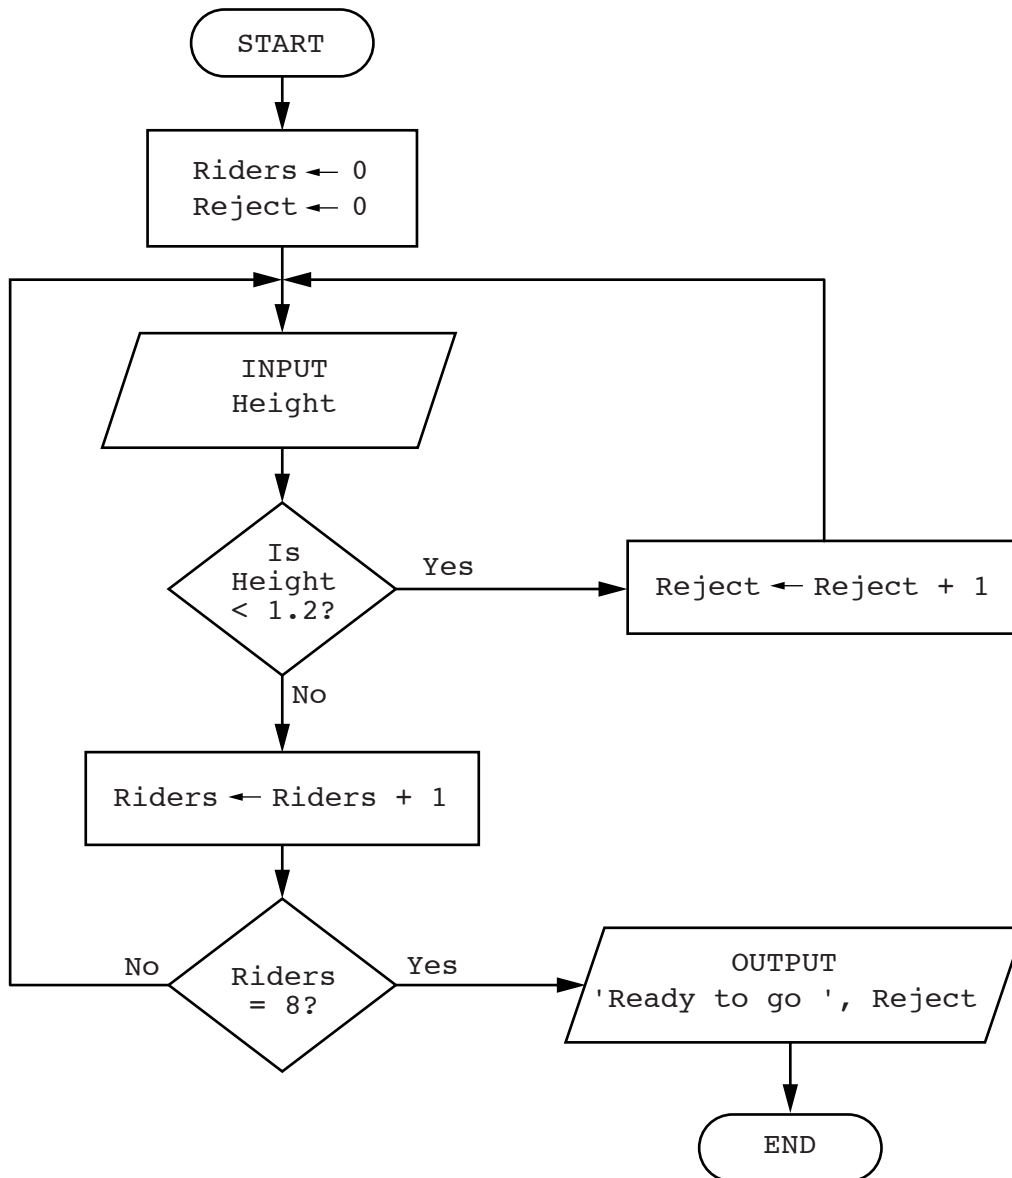 START
Riders ← 0
Reject ← 0
INPUT
Height
Is
Height
< 1.2?
Yes
Reject ← Reject + 1
No
Riders ← Riders + 1
Riders
= 8?
No
Yes
OUTPUT
'Ready to go ', Reject
END